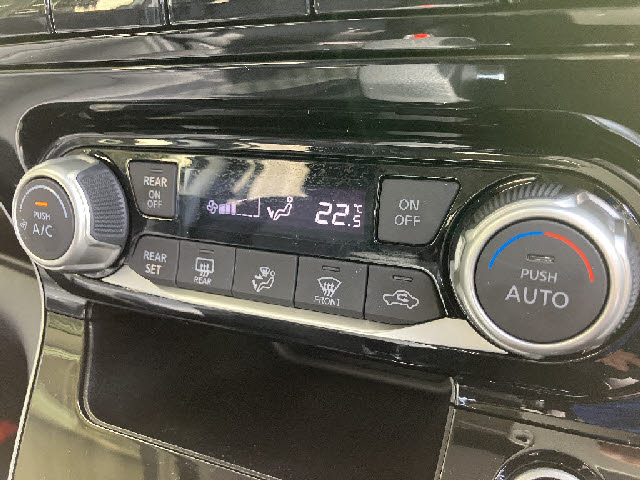 PUSH
A/C
REAR
ON
OFF
22.5°C
ON
OFF
REAR
SET
REAR
FRONT
PUSH
AUTO